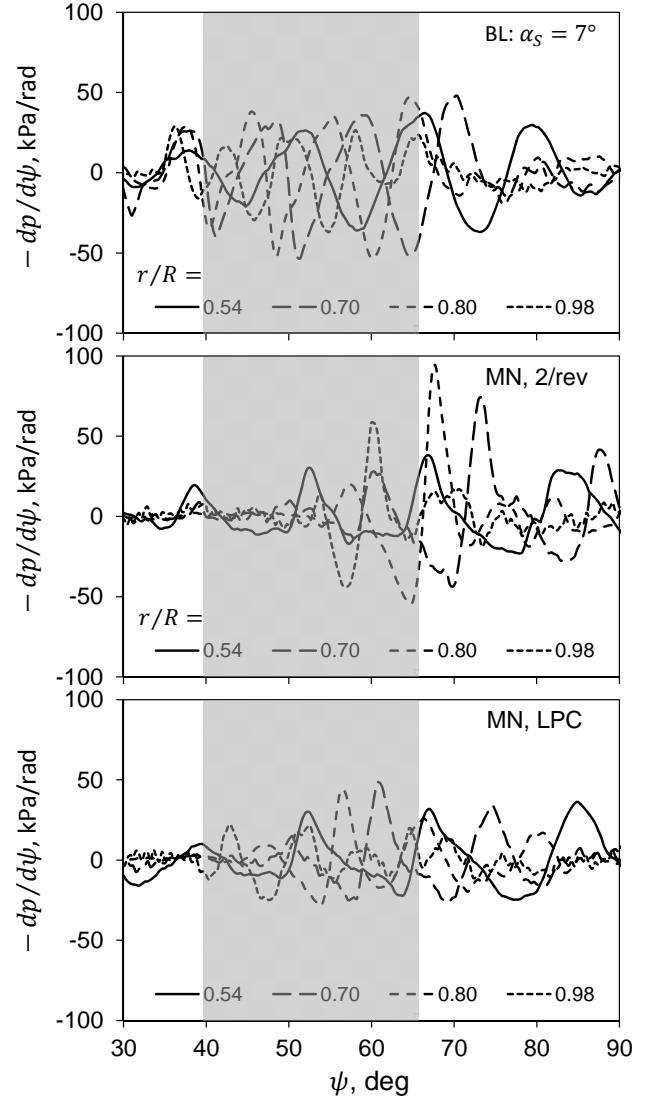 BL: α_S = 7°
100
50
0
-50
-100
− dp/dψ, kPa/rad
r/R =
0.54 0.70 0.80 0.98
MN, 2/rev
100
50
0
-50
-100
− dp/dψ, kPa/rad
r/R =
0.54 0.70 0.80 0.98
MN, LPC
100
50
0
-50
-100
− dp/dψ, kPa/rad
0.54 0.70 0.80 0.98
30 40 50 60 70 80 90
ψ, deg